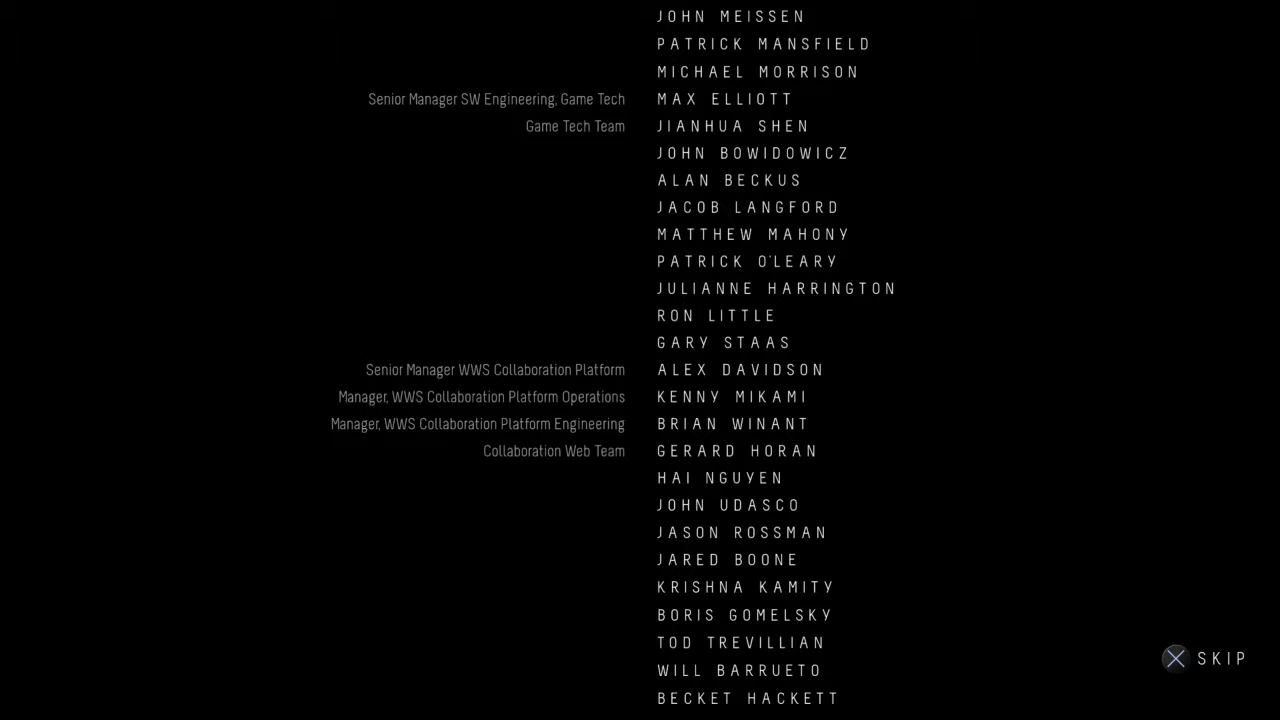 JOHN MEISSEN
PATRICK MANSFIELD
MICHAEL MORRISON
Senior Manager SW Engineering, Game Tech MAX ELLIOTT
Game Tech Team JIANHUA SHEN
JOHN BOWIDOWICZ
ALAN BECKUS
JACOB LANGFORD
MATTHEW MAHONY
PATRICK O'LEARY
JULIANNE HARRINGTON
RON LITTLE
GARY STAAS
Senior Manager WWS Collaboration Platform ALEX DAVIDSON
Manager, WWS Collaboration Platform Operations KENNY MIKAMI
Manager, WWS Collaboration Platform Engineering BRIAN WINANT
Collaboration Web Team GERARD HORAN
HAI NGUYEN
JOHN UDASCO
JASON ROSSMAN
JARED BOONE
KRISHNA KAMITY
BORIS GOMELSKY
TOD TREVILLIAN
SKIP
WILL BARRUETO
BECKET HACKETT